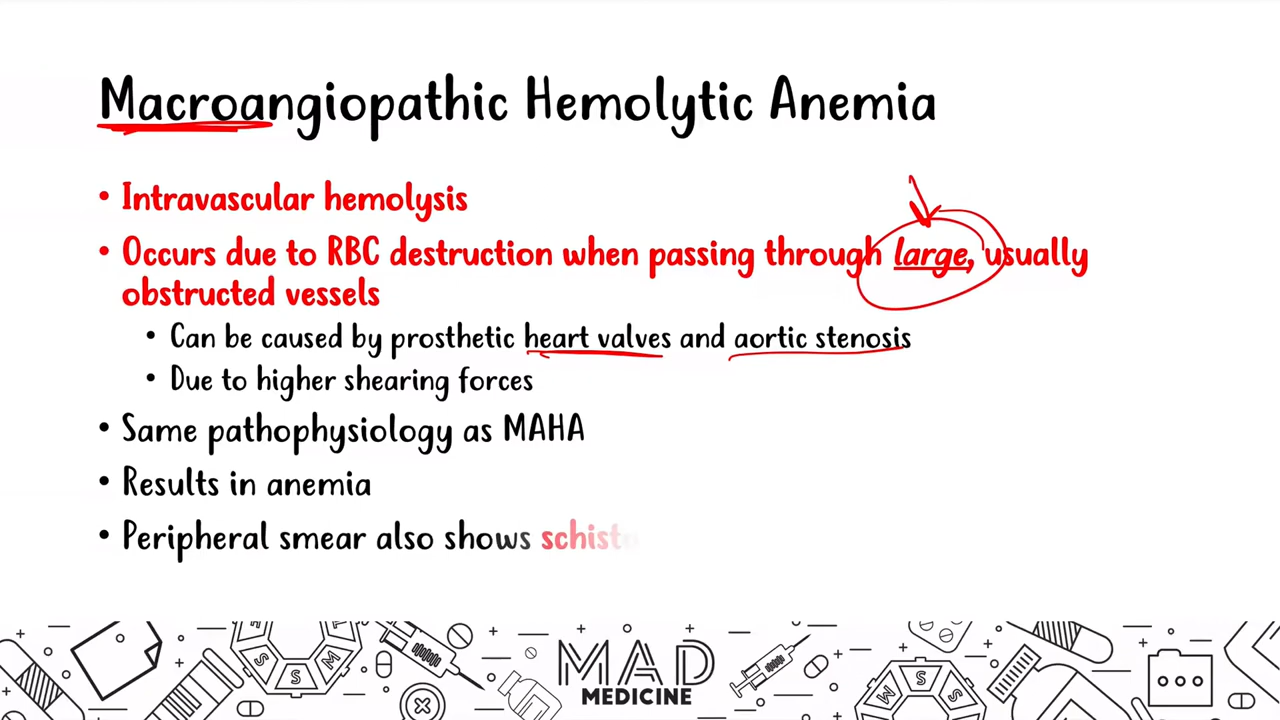 Macroangiopathic Hemolytic Anemia
• Intravascular hemolysis
• Occurs due to RBC destruction when passing through large, usually
obstructed vessels
• Can be caused by prosthetic heart valves and aortic stenosis
• Due to higher shearing forces
• Same pathophysiology as MAHA
• Results in anemia
• Peripheral smear also shows schist
MAD
MEDICINE